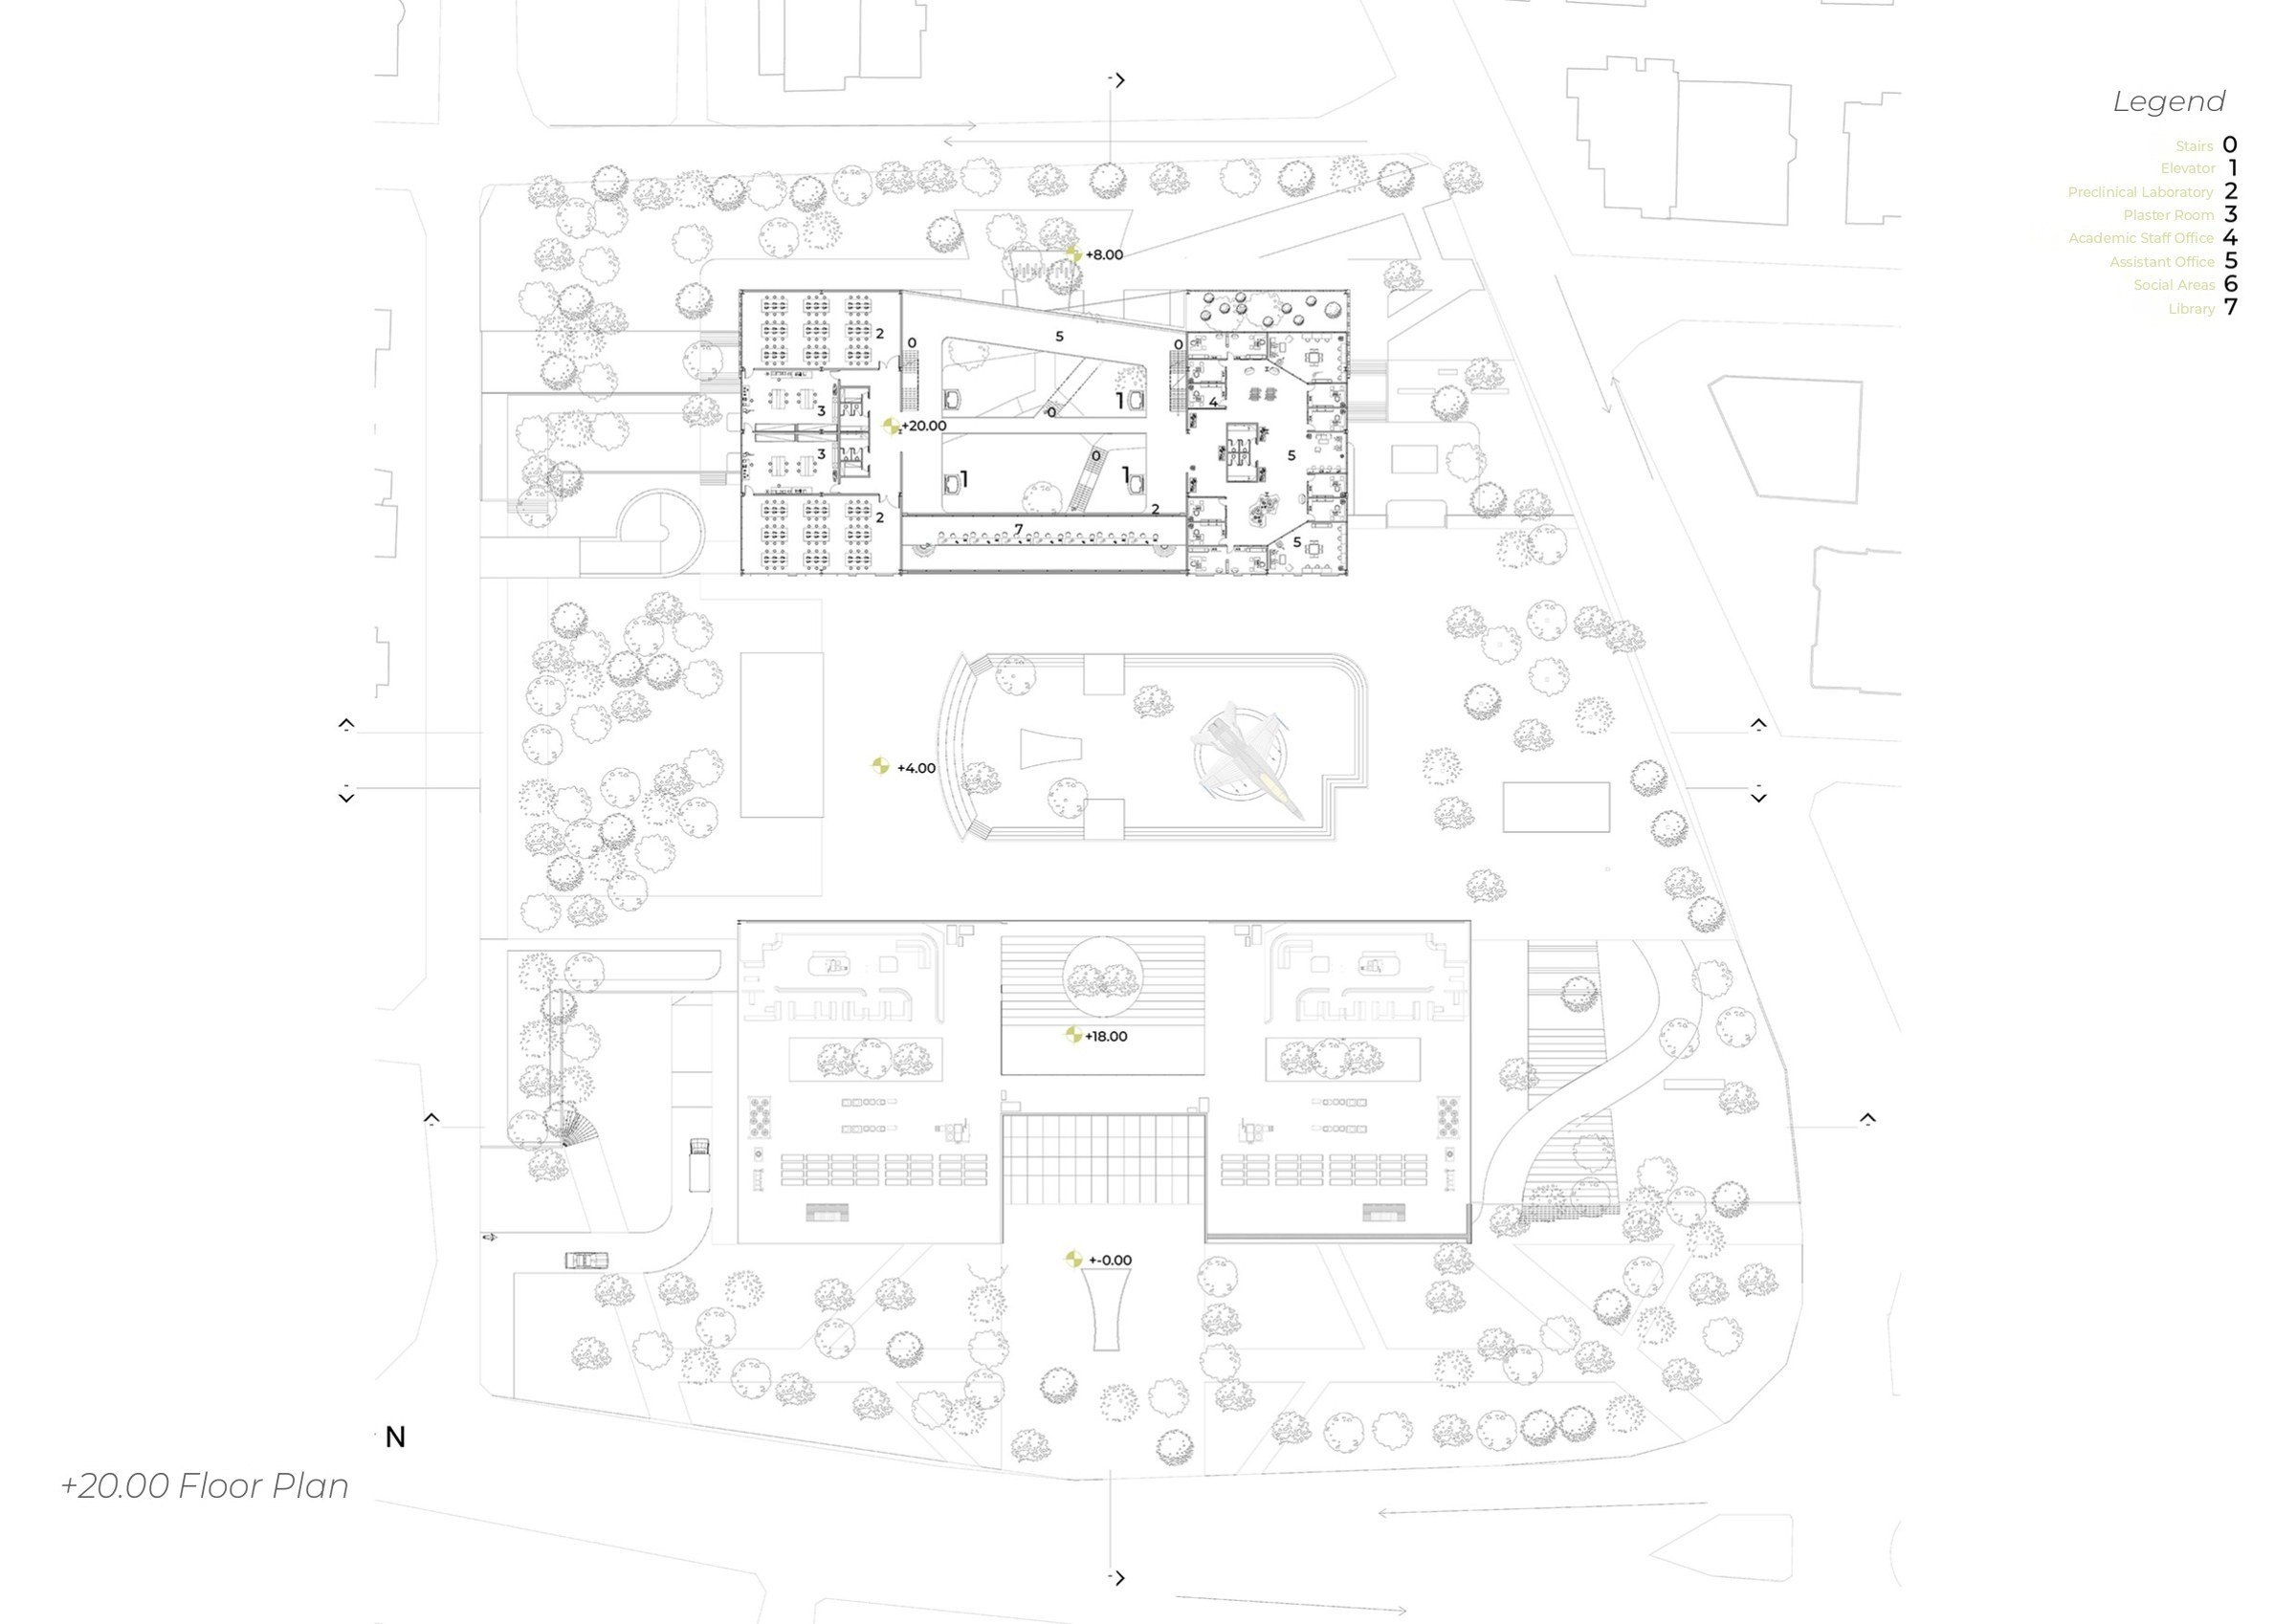 Legend
Stairs 0
Elevator 1
Preclinical Laboratory 2
Plaster Room 3
Academic Staff Office 4
Assistant Office 5
Social Areas 6
Library 7
+8.00
2
0
5
0
1
3
0
4
+20.00
3
0
5
1
1
2
2
7
5
+4.00
+18.00
+-0.00
N
+20.00 Floor Plan